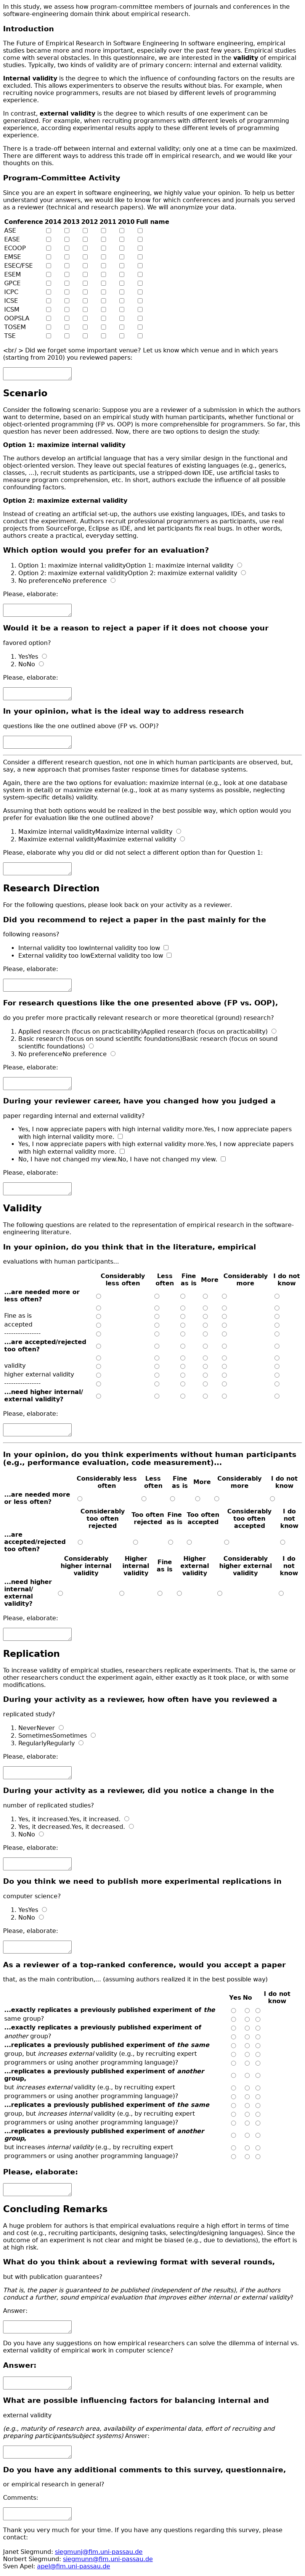 In this study, we assess how program-committee members of journals and conferences in the
software-engineering domain think about empirical research.
Introduction
The Future of Empirical Research in Software Engineering In software engineering, empirical
studies became more and more important, especially over the past few years. Empirical studies
come with several obstacles. In this questionnaire, we are interested in the validity of empirical
studies. Typically, two kinds of validity are of primary concern: internal and external validity.
Internal validity is the degree to which the influence of confounding factors on the results are
excluded. This allows experimenters to observe the results without bias. For example, when
recruiting novice programmers, results are not biased by different levels of programming
experience.
In contrast, external validity is the degree to which results of one experiment can be
generalized. For example, when recruiting programmers with different levels of programming
experience, according experimental results apply to these different levels of programming
experience.
There is a trade-off between internal and external validity; only one at a time can be maximized.
There are different ways to address this trade off in empirical research, and we would like your
thoughts on this.
Program-Committee Activity
Since you are an expert in software engineering, we highly value your opinion. To help us better
understand your answers, we would like to know for which conferences and journals you served
as a reviewer (technical and research paprs). We will anonymize your data.
Conference 2014 2013 2012 2011 2010 Full name
ASE
EASE
ECOOP
EMSE
ESEC/FSE
ESEM
GPCE
ICPC
ICSE
ICSM
OOPSLA
TOSEM
TSE
<br/ > Did we forget some important venue? Let us know which venue and in which years
(starting from 2010) you reviewed papers:
Scenario
Consider the following scenario: Suppose you are a reviewer of a submission in which the authors
want to determine, based on an empirical study with human participants, whether functional or
object-oriented programming (FP vs. OOP) is more comprehensible for programmers. So far, this
question has never been addressed. Now, there are two options to design the study:
Option 1: maximize internal validity
The authors develop an artificial language that has a very similar design in the functional and
object-oriented version. They leave out special features of existing languages (e.g., generics,
classes, ...), recruit students as participants, use a stripped-down IDE, use artificial tasks to
measure program comprehension, etc. In short, authors exclude the influence of all possible
confounding factors.
Option 2: maximize external validity
Instead of creating an artificial set-up, the authors use existing languages, IDEs, and tasks to
conduct the experiment. Authors recruit professional programmers as participants, use real
projects from SourceForge, Eclipse as IDE, and let participants fix real bugs. In other words,
authors create a practical, everyday setting.
Which option would you prefer for an evaluation?
1. Option 1: maximize internal validityOption 1: maximize internal validity
2. Option 2: maximize external validityOption 2: maximize external validity
3. No preferenceNo preference
Please, elaborate:
Would it be a reason to reject a paper if it does not choose your
favored option?
1. YesYes
2. NoNo
Please, elaborate:
In your opinion, what is the ideal way to address research
questions like the one outlined above (FP vs. OOP)?
Consider a different research question, not one in which human participants are observed, but,
say, a new approach that promises faster response times for database systems.
Again, there are the two options for evaluation: maximize internal (e.g., look at one database
system in detail) or maximize external (e.g., look at as many systems as possible, neglecting
system-specific details) validity.
Assuming that both options would be realized in the best possible way, which option would you
prefer for evaluation like the one outlined above?
1. Maximize internal validityMaximize internal validity
2. Maximize external validityMaximize external validity
Please, elaborate why you did or did not select a different option than for Question 1:
Research Direction
For the following questions, please look back on your activity as a reviewer.
Did you recommend to reject a paper in the past mainly for the
following reasons?
• Internal validity too lowInternal validity too low
• External validity too lowExternal validity too low
Please, elaborate:
For research questions like the one presented above (FP vs. OOP),
do you prefer more practically relevant research or more theoretical (ground) research?
1. Applied research (focus on practicability)Applied research (focus on practicability)
2. Basic research (focus on sound scientific foundations)Basic research (focus on sound
scientific foundations)
3. No preferenceNo preference
Please, elaborate:
During your reviewer career, have you changed how you judged a
paper regarding internal and external validity?
• Yes, I now appreciate papers with high internal validity more.Yes, I now appreciate papers
with high internal validity more.
• Yes, I now appreciate papers with high external validity more.Yes, I now appreciate papers
with high external validity more.
• No, I have not changed my view.No, I have not changed my view.
Please, elaborate:
Validity
The following questions are related to the representation of empirical research in the software-
engineering literature.
In your opinion, do you think that in the literature, empirical
evaluations with human participants...
Considerably less often Less often Fine as is More Considerably more I do not know
...are needed more or less often?
Fine as is
accepted
-----------------
...are accepted/rejected too often?
validity
higher external validity
-----------------
...need higher internal/ external validity?
Please, elaborate:
In your opinion, do you think experiments without human participants
(e.g., performance evaluation, code measurement)...
Considerably less often Less often Fine as is More Considerably more I do not know
...are needed more or less often?
Considerably too often rejected Too often rejected Fine as is Too often accepted Considerably too often accepted I do not know
...are accepted/rejected too often?
Considerably higher internal validity Higher internal validity Fine as is Higher external validity Considerably higher external validity I do not know
...need higher internal/ external validity?
Please, elaborate:
Replication
To increase validity of empirical studies, researchers replicate experiments. That is, the same or
other researchers conduct the experiment again, either exactly as it took place, or with some
modifications.
During your activity as a reviewer, how often have you reviewed a
replicated study?
1. NeverNever
2. SometimesSometimes
3. RegularlyRegularly
Please, elaborate:
During your activity as a reviewer, did you notice a change in the
number of replicated studies?
1. Yes, it increased.Yes, it increased.
2. Yes, it decreased.Yes, it decreased.
3. NoNo
Please, elaborate:
Do you think we need to publish more experimental replications in
computer science?
1. YesYes
2. NoNo
Please, elaborate:
As a reviewer of a top-ranked conference, would you accept a paper
that, as the main contribution,... (assuming authors realized it in the best possible way)
Yes No I do not know
...exactly replicates a previously published experiment of the
same group?
...exactly replicates a previously published experiment of
another group?
...replicates a previously published experiment of the same
group, but increases external validity (e.g., by recruiting expert
programmers or using another programming language)?
...replicates a previously published experiment of another
group,
but increases external validity (e.g., by recruiting expert
programmers or using another programming language)?
...replicates a previously published experiment of the same
group, but increases internal validity (e.g., by recruiting expert
programmers or using another programming language)?
...replicates a previously published experiment of another
group,
but increases internal validity (e.g., by recruiting expert
programmers or using another programming language)?
Please, elaborate:
Concluding Remarks
A huge problem for authors is that empirical evaluations require a high effort in terms of time
and cost (e.g., recruiting participants, designing tasks, selecting/designing languages). Since the
outcome of an experiment is not clear and might be biased (e.g., due to deviations), the effort is
at high risk.
What do you think about a reviewing format with several rounds,
but with publication guarantees?
That is, the paper is guaranteed to be published (independent of the results), if the authors
conduct a further, sound empirical evaluation that improves either internal or external validity?
Answer:
Do you have any suggestions on how empirical researchers can solve the dilemma of internal vs.
external validity of empirical work in computer science?
Answer:
What are possible influencing factors for balancing internal and
external validity
(e.g., maturity of research area, availability of experimental data, effort of recruiting and
preparing participants/subject systems) Answer:
Do you have any additional comments to this survey, questionnaire,
or empirical research in general?
Comments:
Thank you very much for your time. If you have any questions regarding this survey, please
contact:
Janet Siegmund: siegmunj@fim.uni-passau.de
Norbert Siegmund: siegmunn@fim.uni-passau.de
Sven Apel: apel@fim.uni-passau.de